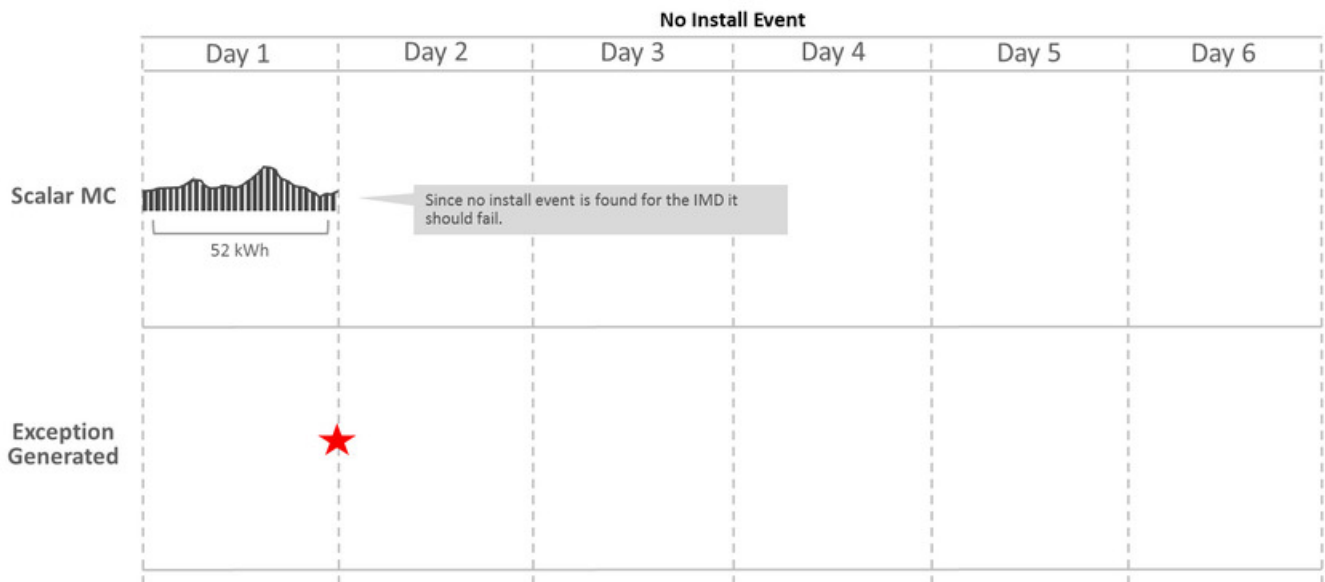 No Install Event
Day 1
Day 2
Day 3
Day 4
Day 5
Day 6
Scalar MC
Since no install event is found for the IMD it
should fail.
52 kWh
Exception
Generated